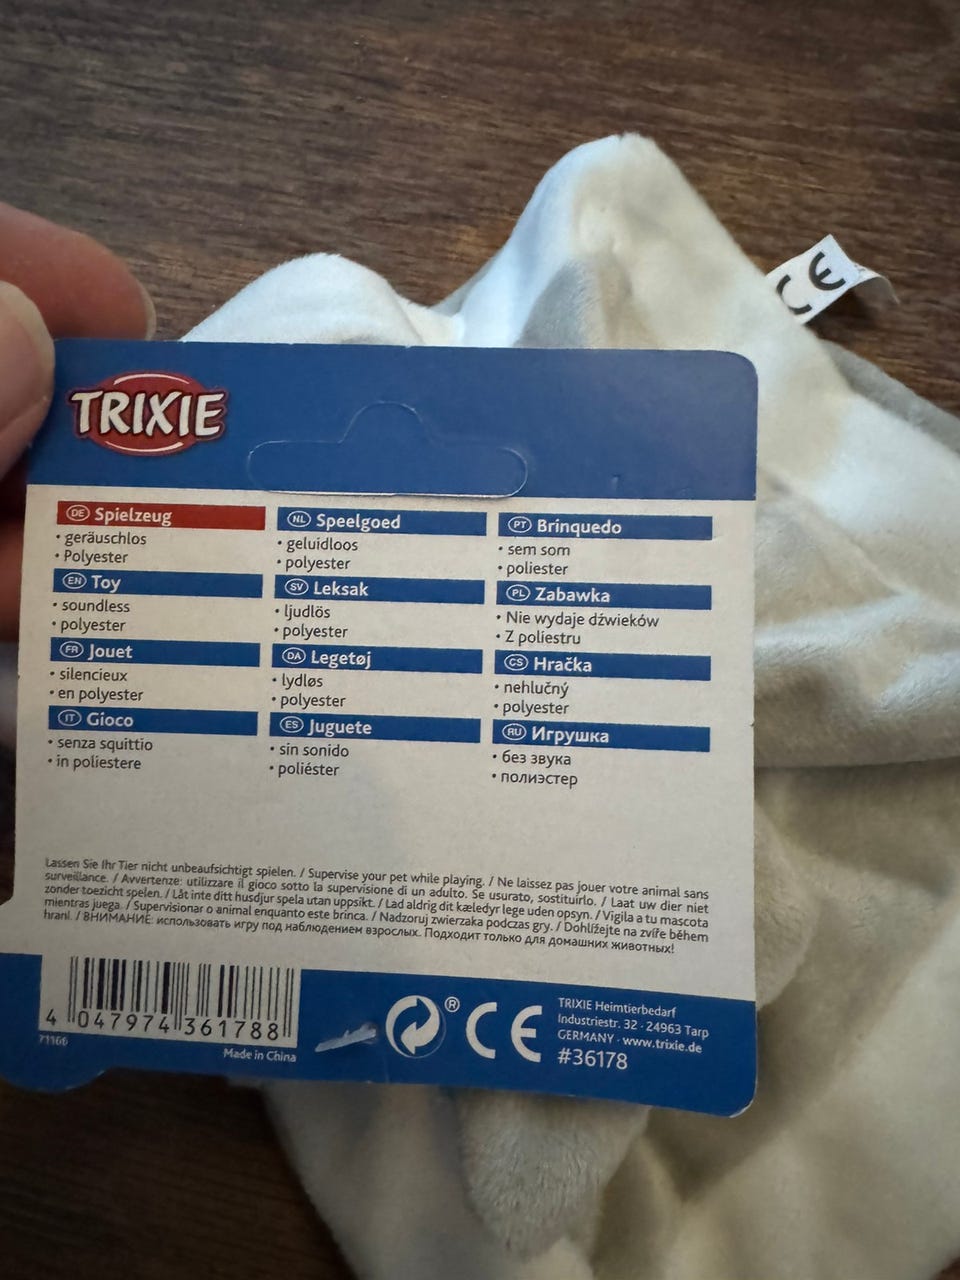 CE
TRIXIE
DE Spielzeug
• geräuschlos
• Polyester
EN Toy
• soundless
• polyester
FR Jouet
• silencieux
• en polyester
IT Gioco
• senza squittio
• in poliestere
NL Speelgoed
• geluidloos
• polyester
SV Leksak
• ljudlös
• polyester
DA Legetøj
• lydløs
• polyester
ES Juguete
• sin sonido
• poliéster
PT Brinquedo
• sem som
• poliester
PL Zabawka
• Nie wydaje dźwieków
• Z poliestru
CS Hračka
• nehlučný
• polyester
RU Игрушка
• без звука
• полиэстер
Lassen Sie Ihr Tier nicht unbeaufsichtigt spielen. / Supervise your pet while playing. / Ne laissez pas jouer votre animal sans
surveillance. / Avvertenze: utilizzare il gioco sotto la supervisione di un adulto. Se usurato, sostituirlo. / Laat uw dier niet
zonder toezicht spelen. / Låt inte ditt husdjur spela utan uppsikt. / Lad aldrig dit kæledyr lege uden opsyn. / Vigila a tu mascota
mientras juega. / Supervisionar o animal enquanto este brinca. / Nadzoruj zwierzaka podczas gry. / Dohlížejte na zvíře během
hraní. / ВНИМАНИЕ: использовать игру под наблюдением взрослых. Подходит только для домашних животных!
4 047974 361788
71166
Made in China
® CE
TRIXIE Heimtierbedarf
Industriestr. 32 · 24963 Tarp
GERMANY · www.trixie.de
#36178